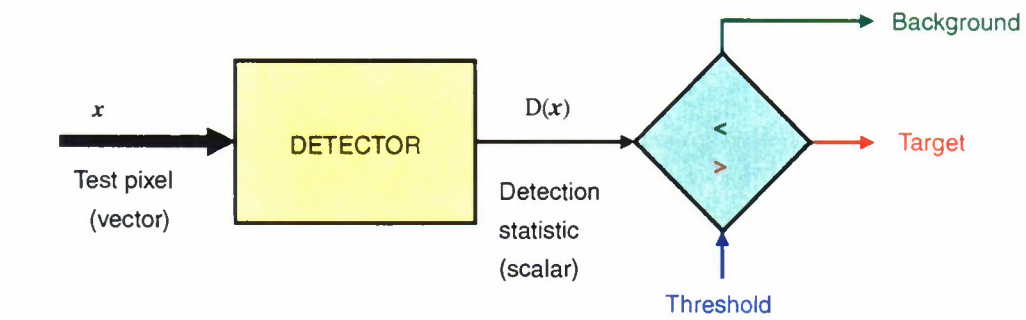 x
Test pixel
(vector)
DETECTOR
D(x)
Detection
statistic
(scalar)
<
>
Threshold
Background
Target